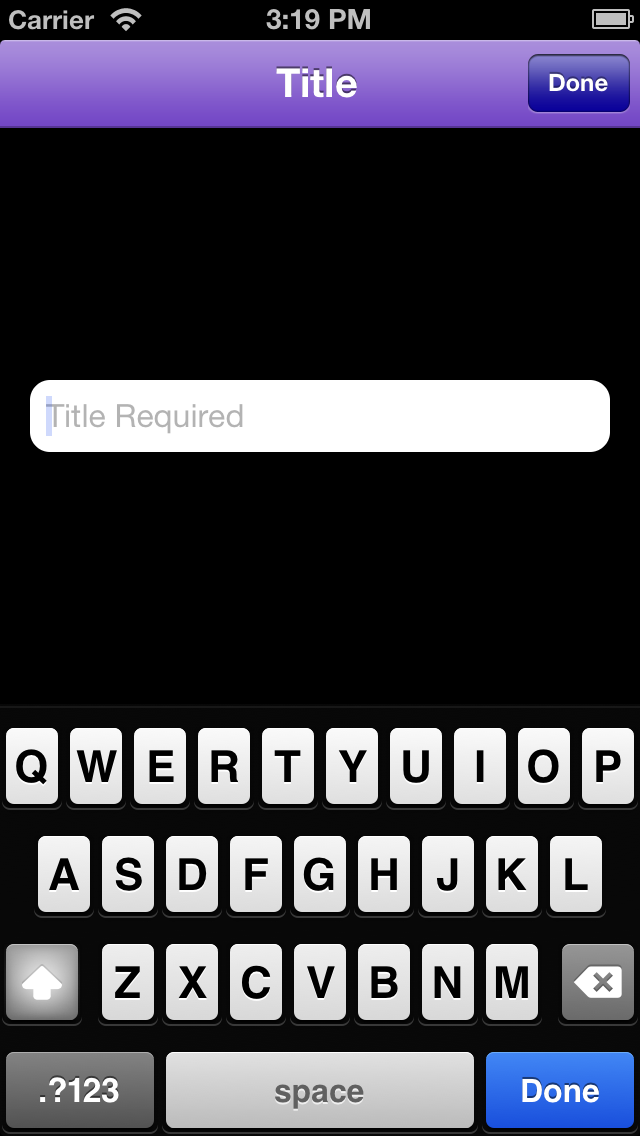 Carrier 3:19 PM
Title Done
Title Required
Q W E R T Y U I O P
A S D F G H J K L
Z X C V B N M
.?123 space Done